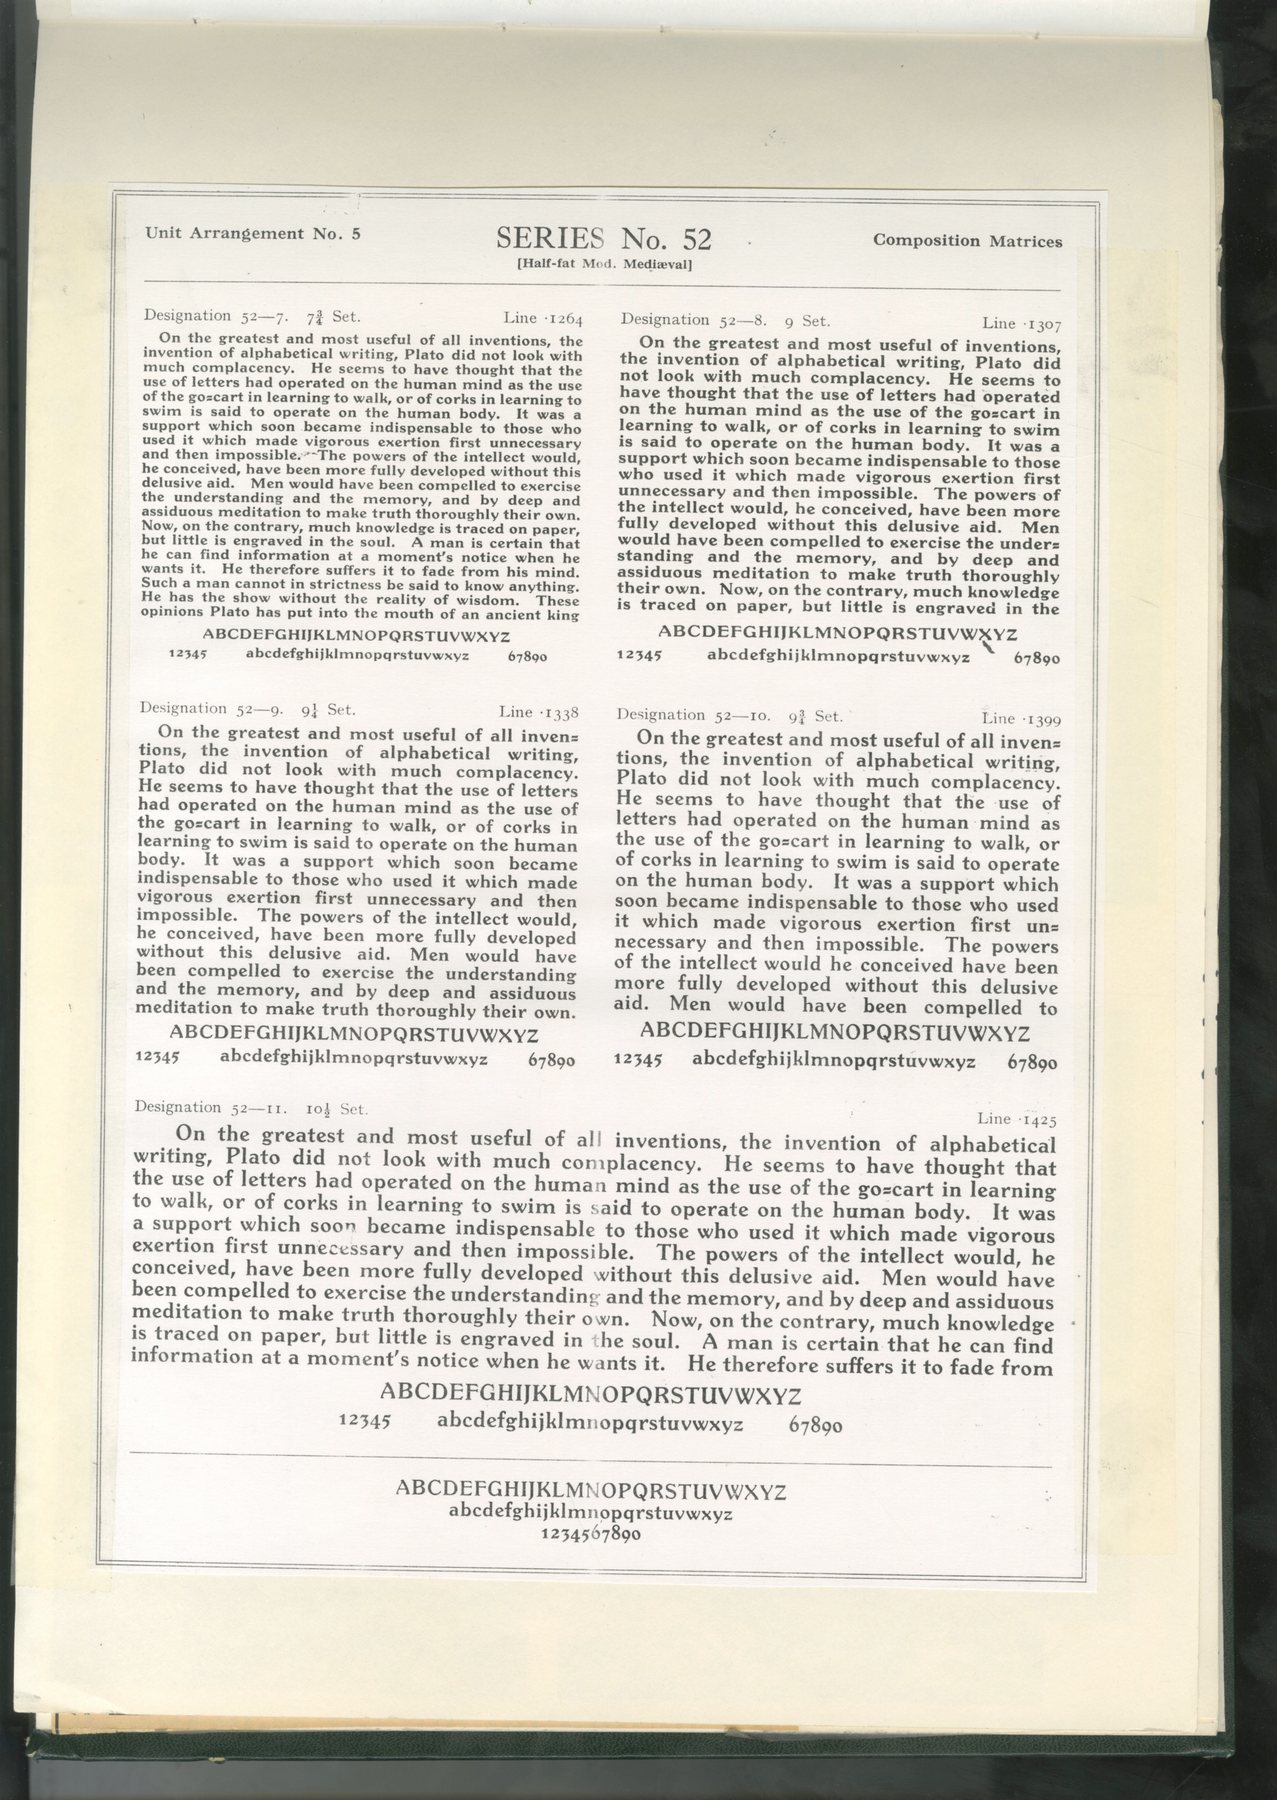 Unit Arrangement No. 5
SERIES No. 52
Composition Matrices
[Half-fat Mod. Mediæval]
Designation 52—7. 7¾ Set. Line ·1264
On the greatest and most useful of all inventions, the
invention of alphabetical writing, Plato did not look with
much complacency. He seems to have thought that the
use of letters had operated on the human mind as the use
of the go=cart in learning to walk, or of corks in learning to
swim is said to operate on the human body. It was a
support which soon became indispensable to those who
used it which made vigorous exertion first unnecessary
and then impossible. The powers of the intellect would,
he conceived, have been more fully developed without this
delusive aid. Men would have been compelled to exercise
the understanding and the memory, and by deep and
assiduous meditation to make truth thoroughly their own.
Now, on the contrary, much knowledge is traced on paper,
but little is engraved in the soul. A man is certain that
he can find information at a moment's notice when he
wants it. He therefore suffers it to fade from his mind.
Such a man cannot in strictness be said to know anything.
He has the show without the reality of wisdom. These
opinions Plato has put into the mouth of an ancient king
ABCDEFGHIJKLMNOPQRSTUVWXYZ
12345 abcdefghijklmnopqrstuvwxyz 67890
Designation 52—8. 9 Set. Line ·1307
On the greatest and most useful of inventions,
the invention of alphabetical writing, Plato did
not look with much complacency. He seems to
have thought that the use of letters had operated
on the human mind as the use of the go=cart in
learning to walk, or of corks in learning to swim
is said to operate on the human body. It was a
support which soon became indispensable to those
who used it which made vigorous exertion first
unnecessary and then impossible. The powers of
the intellect would, he conceived, have been more
fully developed without this delusive aid. Men
would have been compelled to exercise the under=
standing and the memory, and by deep and
assiduous meditation to make truth thoroughly
their own. Now, on the contrary, much knowledge
is traced on paper, but little is engraved in the
ABCDEFGHIJKLMNOPQRSTUVWXYZ
12345 abcdefghijklmnopqrstuvwxyz 67890
Designation 52—9. 9¼ Set. Line ·1338
On the greatest and most useful of all inven=
tions, the invention of alphabetical writing,
Plato did not look with much complacency.
He seems to have thought that the use of letters
had operated on the human mind as the use of
the go=cart in learning to walk, or of corks in
learning to swim is said to operate on the human
body. It was a support which soon became
indispensable to those who used it which made
vigorous exertion first unnecessary and then
impossible. The powers of the intellect would,
he conceived, have been more fully developed
without this delusive aid. Men would have
been compelled to exercise the understanding
and the memory, and by deep and assiduous
meditation to make truth thoroughly their own.
ABCDEFGHIJKLMNOPQRSTUVWXYZ
12345 abcdefghijklmnopqrstuvwxyz 67890
Designation 52—10. 9¾ Set. Line ·1399
On the greatest and most useful of all inven=
tions, the invention of alphabetical writing,
Plato did not look with much complacency.
He seems to have thought that the use of
letters had operated on the human mind as
the use of the go=cart in learning to walk, or
of corks in learning to swim is said to operate
on the human body. It was a support which
soon became indispensable to those who used
it which made vigorous exertion first un=
necessary and then impossible. The powers
of the intellect would he conceived have been
more fully developed without this delusive
aid. Men would have been compelled to
ABCDEFGHIJKLMNOPQRSTUVWXYZ
12345 abcdefghijklmnopqrstuvwxyz 67890
Designation 52—11. 10½ Set. Line ·1425
On the greatest and most useful of all inventions, the invention of alphabetical
writing, Plato did not look with much complacency. He seems to have thought that
the use of letters had operated on the human mind as the use of the go=cart in learning
to walk, or of corks in learning to swim is said to operate on the human body. It was
a support which soon became indispensable to those who used it which made vigorous
exertion first unnecessary and then impossible. The powers of the intellect would, he
conceived, have been more fully developed without this delusive aid. Men would have
been compelled to exercise the understanding and the memory, and by deep and assiduous
meditation to make truth thoroughly their own. Now, on the contrary, much knowledge
is traced on paper, but little is engraved in the soul. A man is certain that he can find
information at a moment's notice when he wants it. He therefore suffers it to fade from
ABCDEFGHIJKLMNOPQRSTUVWXYZ
12345 abcdefghijklmnopqrstuvwxyz 67890
ABCDEFGHIJKLMNOPQRSTUVWXYZ
abcdefghijklmnopqrstuvwxyz
1234567890